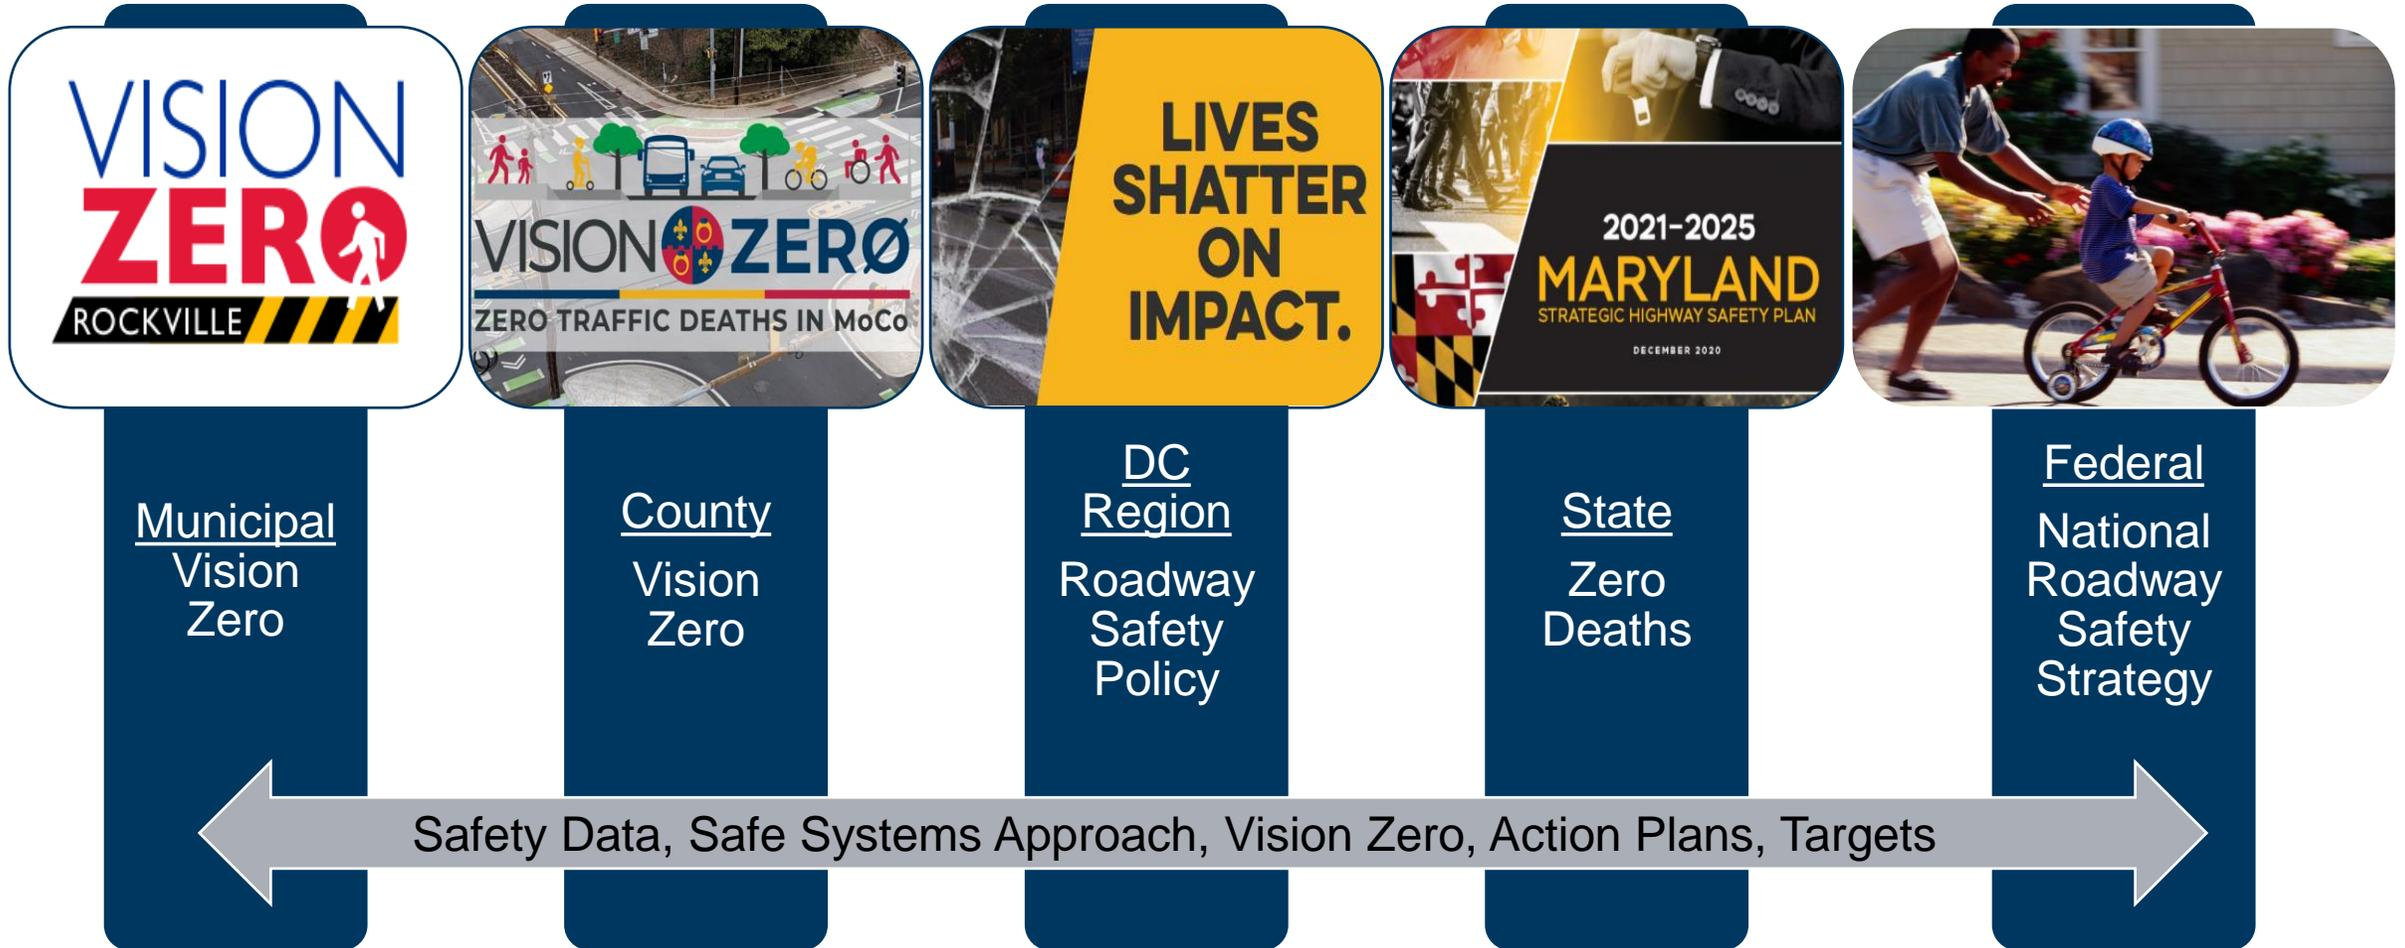 VISION
ZERO
ROCKVILLE
VISION ZERØ
ZERO TRAFFIC DEATHS IN MoCo
LIVES
SHATTER
ON
IMPACT.
2021-2025
MARYLAND
STRATEGIC HIGHWAY SAFETY PLAN
DECEMBER 2020
Municipal
Vision
Zero
County
Vision
Zero
DC
Region
Roadway
Safety
Policy
State
Zero
Deaths
Federal
National
Roadway
Safety
Strategy
Safety Data, Safe Systems Approach, Vision Zero, Action Plans, Targets